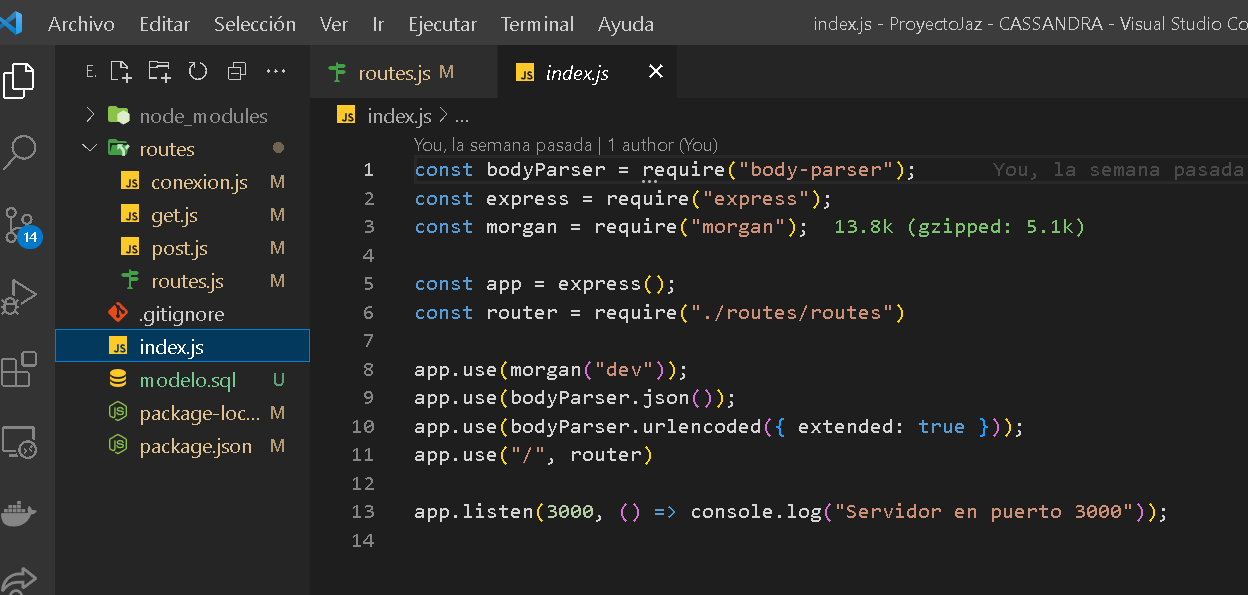 Archivo Editar Selección Ver Ir Ejecutar Terminal Ayuda index.js - ProyectoJaz - CASSANDRA - Visual Studio Co
E. ...
routes.js M index.js
node_modules
routes
conexion.js M
get.js M
post.js M
routes.js M
.gitignore
index.js
modelo.sql U
package-loc... M
package.json M
14
index.js > ...
You, la semana pasada | 1 author (You)
1 const bodyParser = require("body-parser"); You, la semana pasada
2 const express = require("express");
3 const morgan = require("morgan"); 13.8k (gzipped: 5.1k)
4
5 const app = express();
6 const router = require("./routes/routes")
7
8 app.use(morgan("dev"));
9 app.use(bodyParser.json());
10 app.use(bodyParser.urlencoded({ extended: true }));
11 app.use("/", router)
12
13 app.listen(3000, () => console.log("Servidor en puerto 3000"));
14